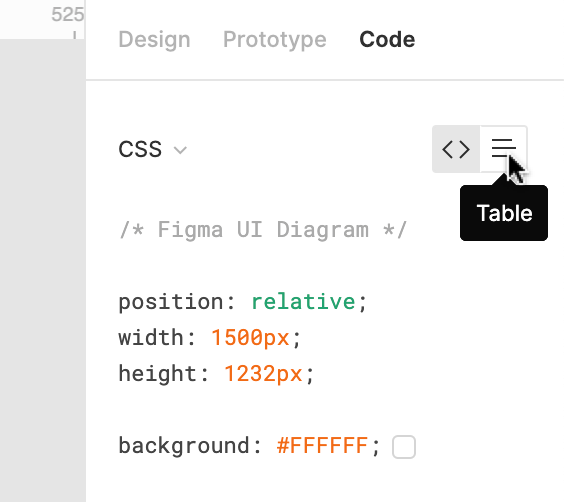 525
Design Prototype Code
CSS
Table
/* Figma UI Diagram */
position: relative;
width: 1500px;
height: 1232px;
background: #FFFFFF;